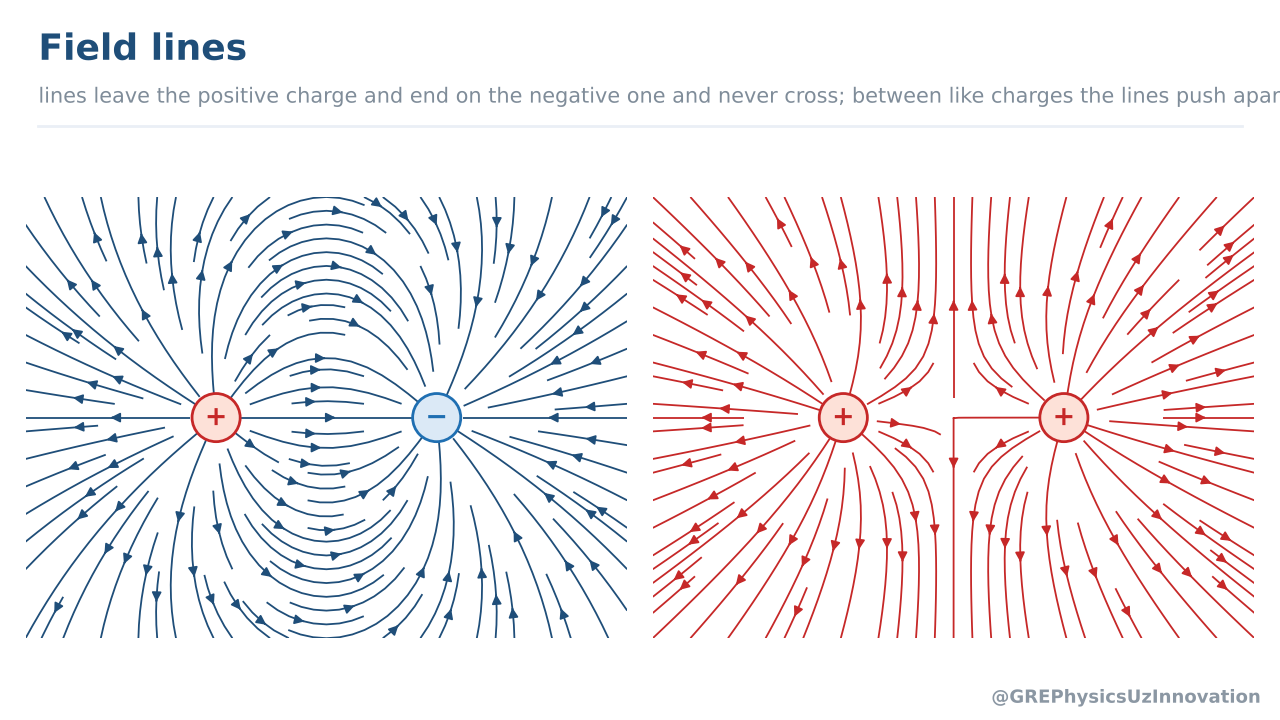 Field lines
lines leave the positive charge and end on the negative one and never cross; between like charges the lines push apar
+
−
+
+
@GREPhysicsUzInnovation